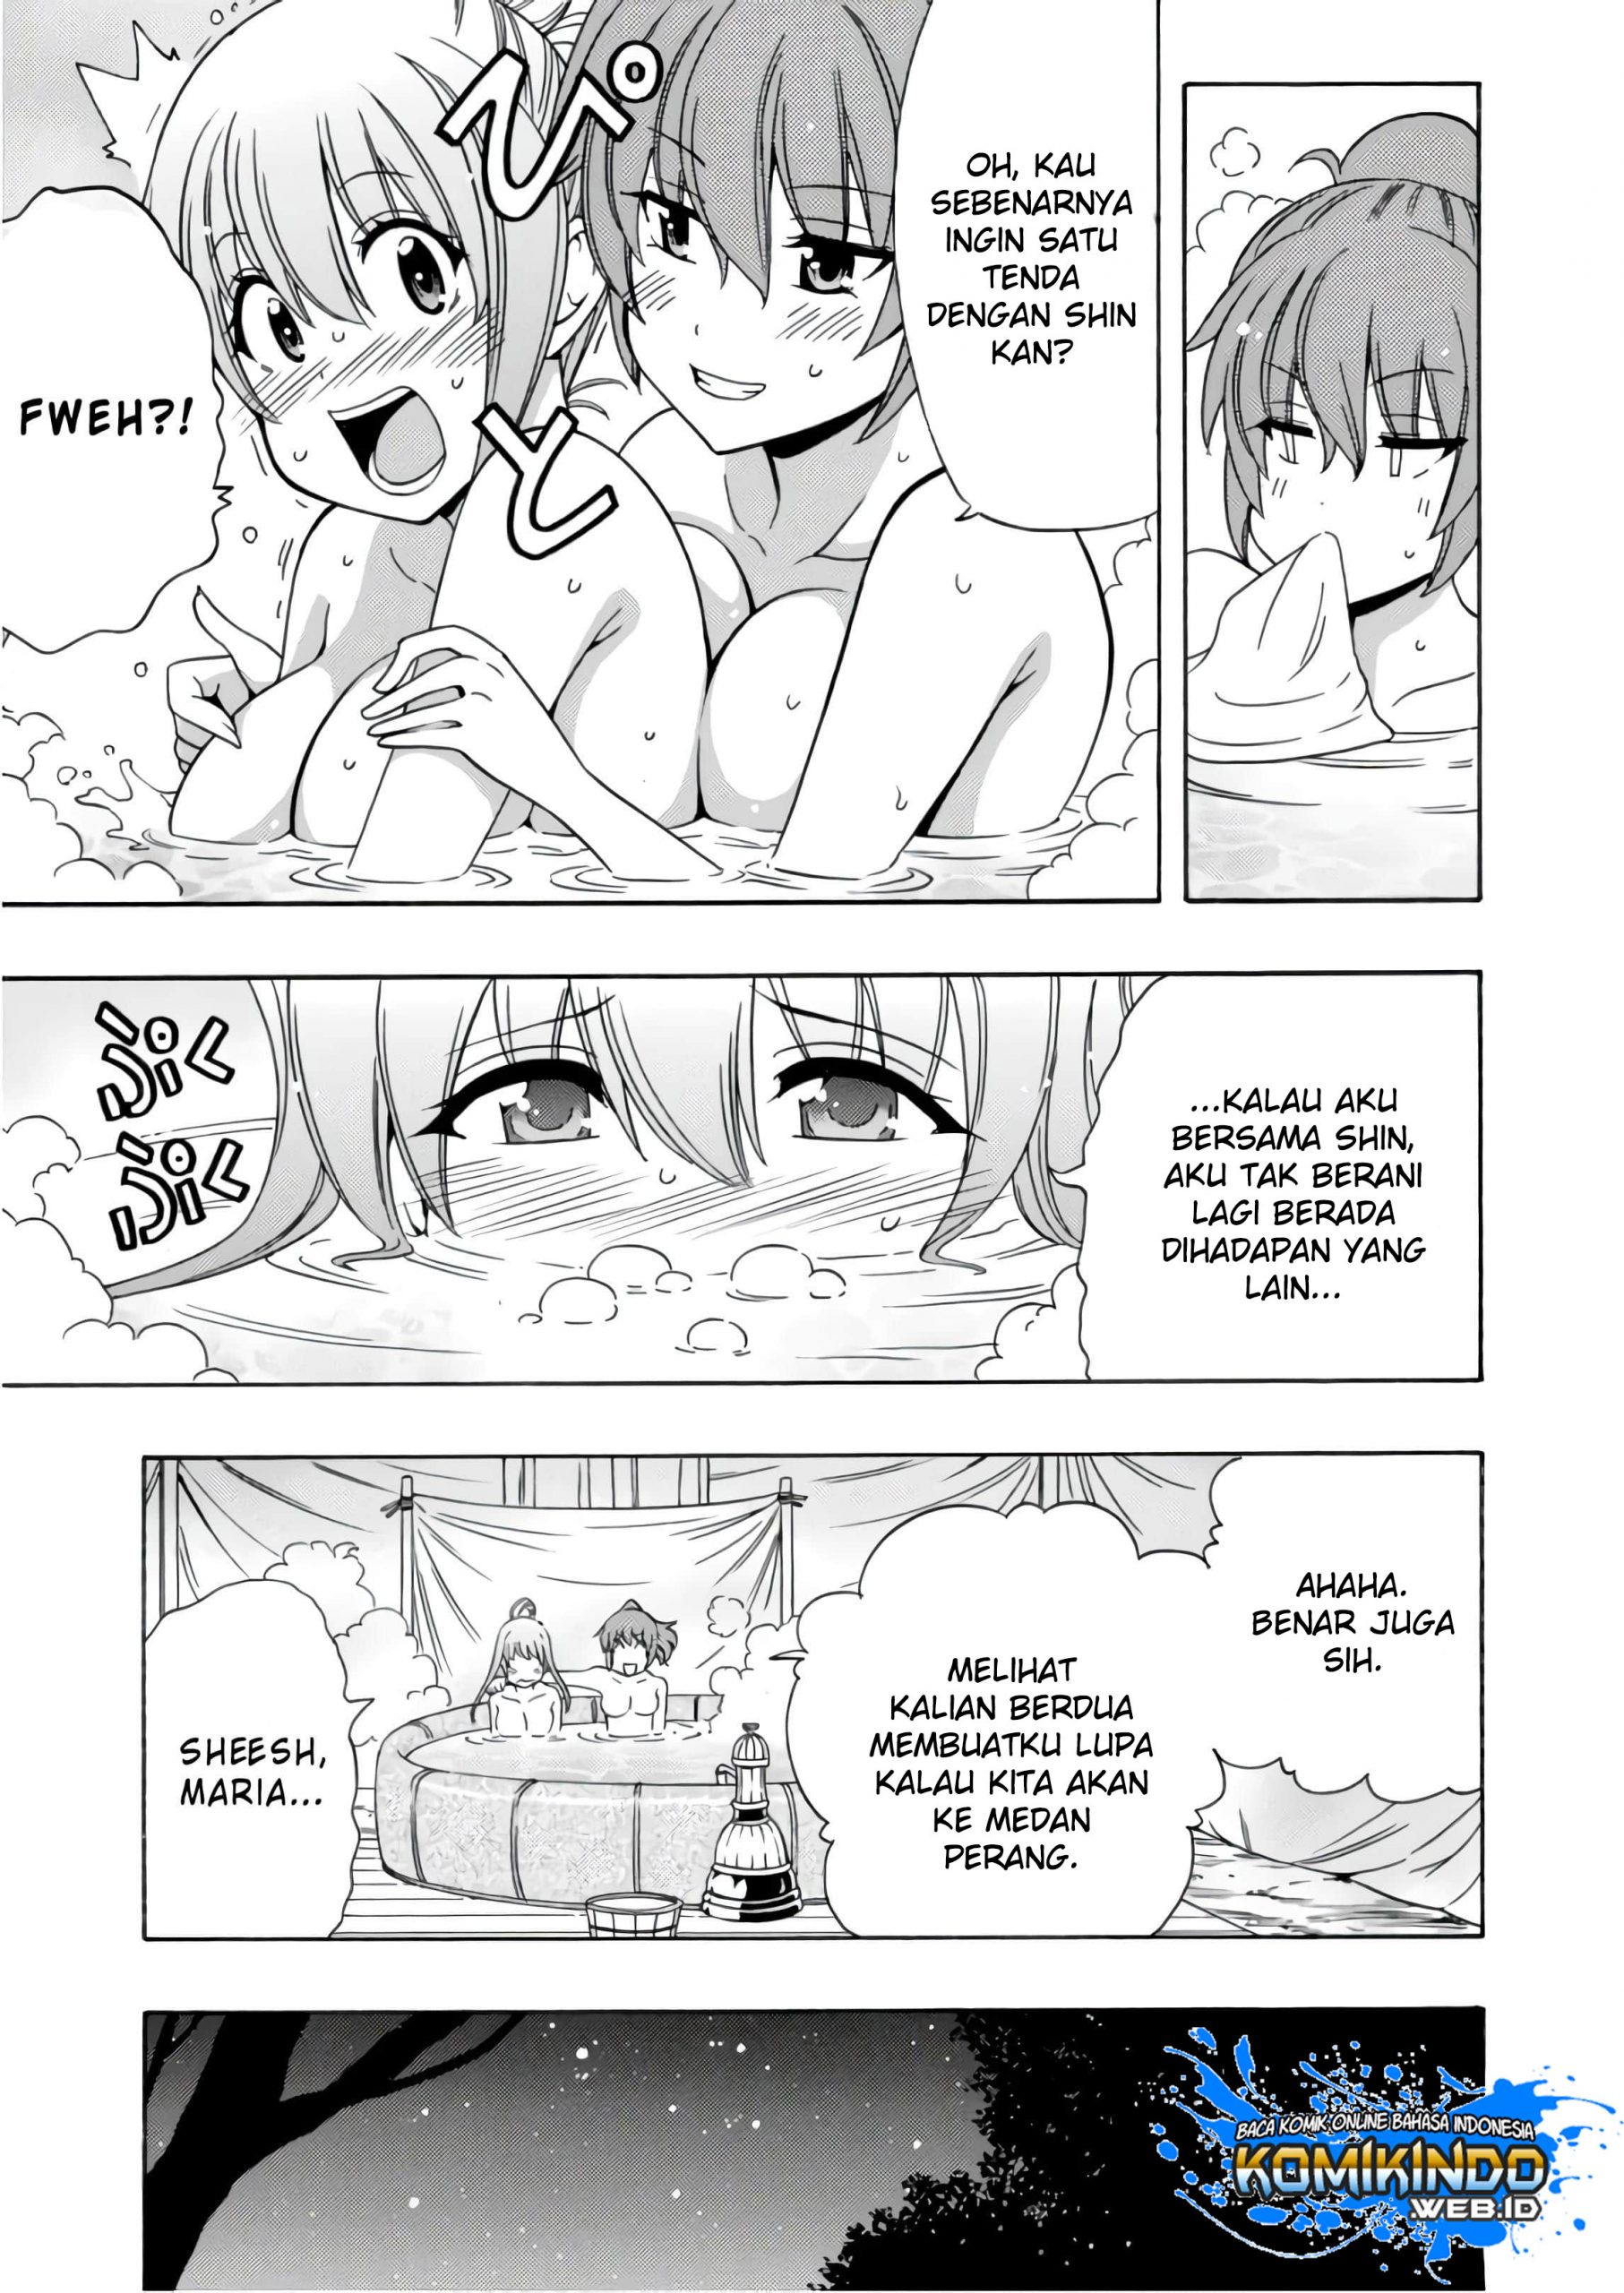 OH, KAU
SEBENARNYA
INGIN SATU
TENDA
DENGAN SHIN
KAN?
ぴ
と
FWEH?!
...KALAU AKU
BERSAMA SHIN,
AKU TAK BERANI
LAGI BERADA
DIHADAPAN YANG
LAIN...
ぷく
ぷく
AHAHA.
BENAR JUGA
SIH.
MELIHAT
KALIAN BERDUA
MEMBUATKU LUPA
KALAU KITA AKAN
KE MEDAN
PERANG.
SHEESH,
MARIA...
BACA KOMIK ONLINE BAHASA INDONESIA
KOMIKINDO
.WEB.ID